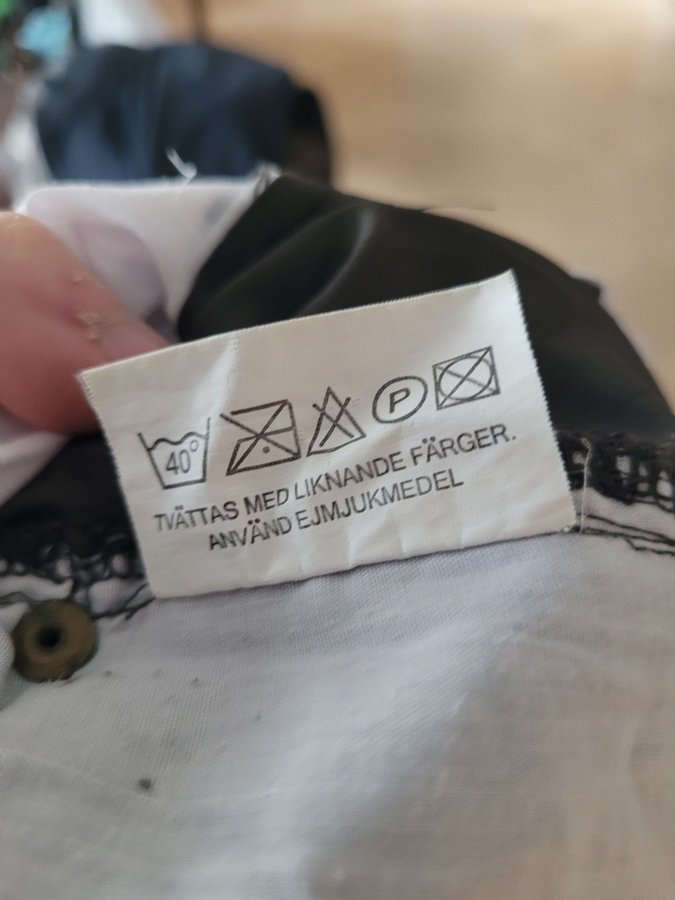 40° P
TVÄTTAS MED LIKNANDE FÄRGER.
ANVÄND EJMJUKMEDEL